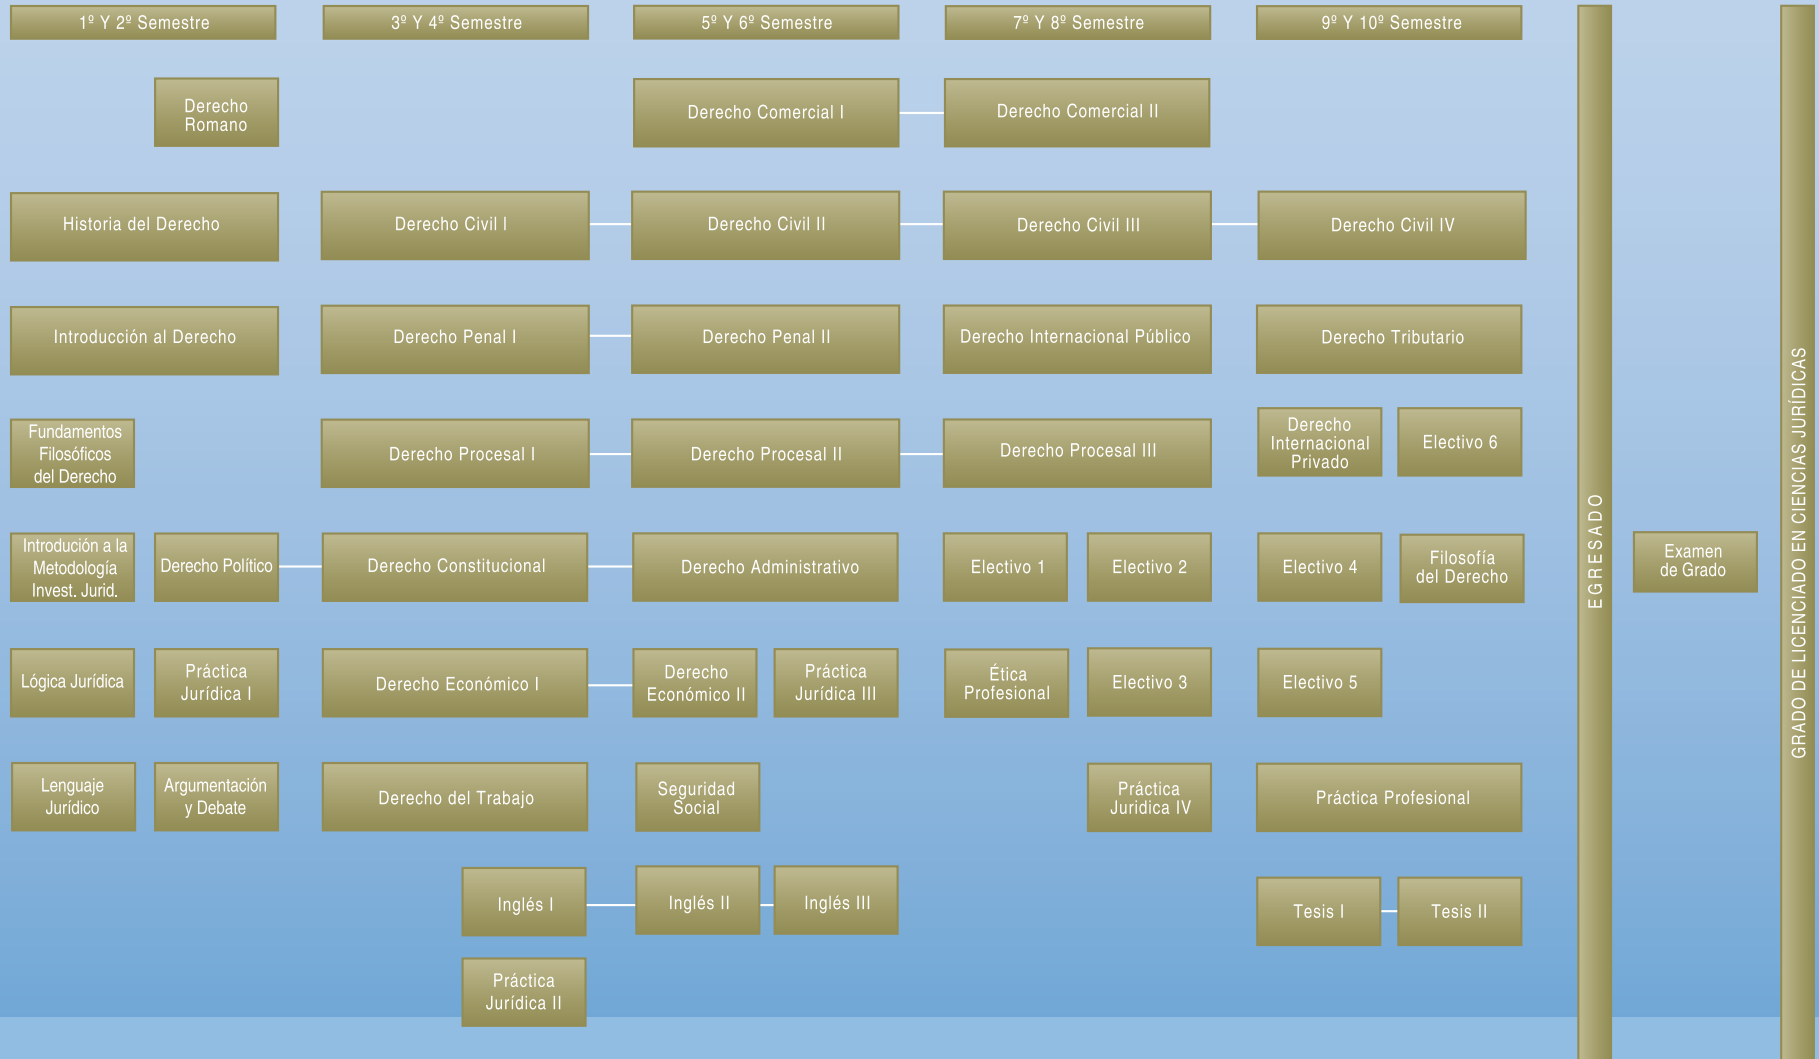 1º Y 2º Semestre
3º Y 4º Semestre
5º Y 6º Semestre
7º Y 8º Semestre
9º Y 10º Semestre
Derecho
Romano
Derecho Comercial I
Derecho Comercial II
Historia del Derecho
Derecho Civil I
Derecho Civil II
Derecho Civil III
Derecho Civil IV
Introducción al Derecho
Derecho Penal I
Derecho Penal II
Derecho Internacional Público
Derecho Tributario
Fundamentos
Filosóficos
del Derecho
Derecho Procesal I
Derecho Procesal II
Derecho Procesal III
Derecho
Internacional
Privado
Electivo 6
Introdución a la
Metodología
Invest. Jurid.
Derecho Político
Derecho Constitucional
Derecho Administrativo
Electivo 1
Electivo 2
Electivo 4
Filosofía
del Derecho
Lógica Jurídica
Práctica
Jurídica I
Derecho Económico I
Derecho
Económico II
Práctica
Jurídica III
Ética
Profesional
Electivo 3
Electivo 5
Lenguaje
Jurídico
Argumentación
y Debate
Derecho del Trabajo
Seguridad
Social
Práctica
Juridica IV
Práctica Profesional
Inglés I
Inglés II
Inglés III
Tesis I
Tesis II
Práctica
Jurídica II
EGRESADO
Examen
de Grado
GRADO DE LICENCIADO EN CIENCIAS JURÍDICAS